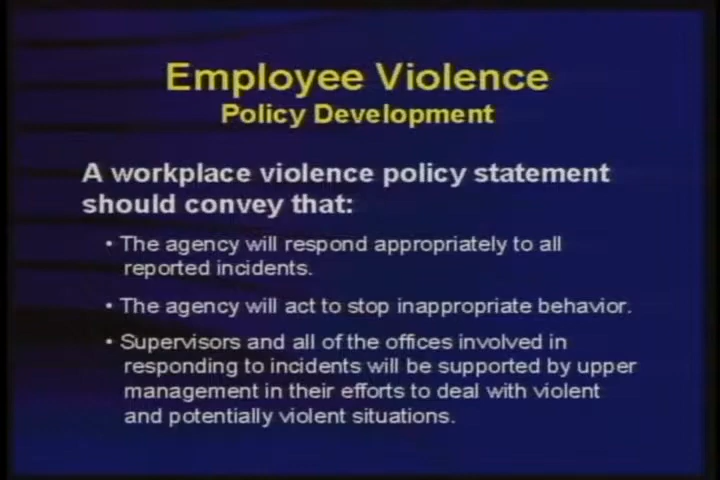 Employee Violence
Policy Development
A workplace violence policy statement
should convey that:
• The agency will respond appropriately to all
reported incidents.
• The agency will act to stop inappropriate behavior.
• Supervisors and all of the offices involved in
responding to incidents will be supported by upper
management in their efforts to deal with violent
and potentially violent situations.